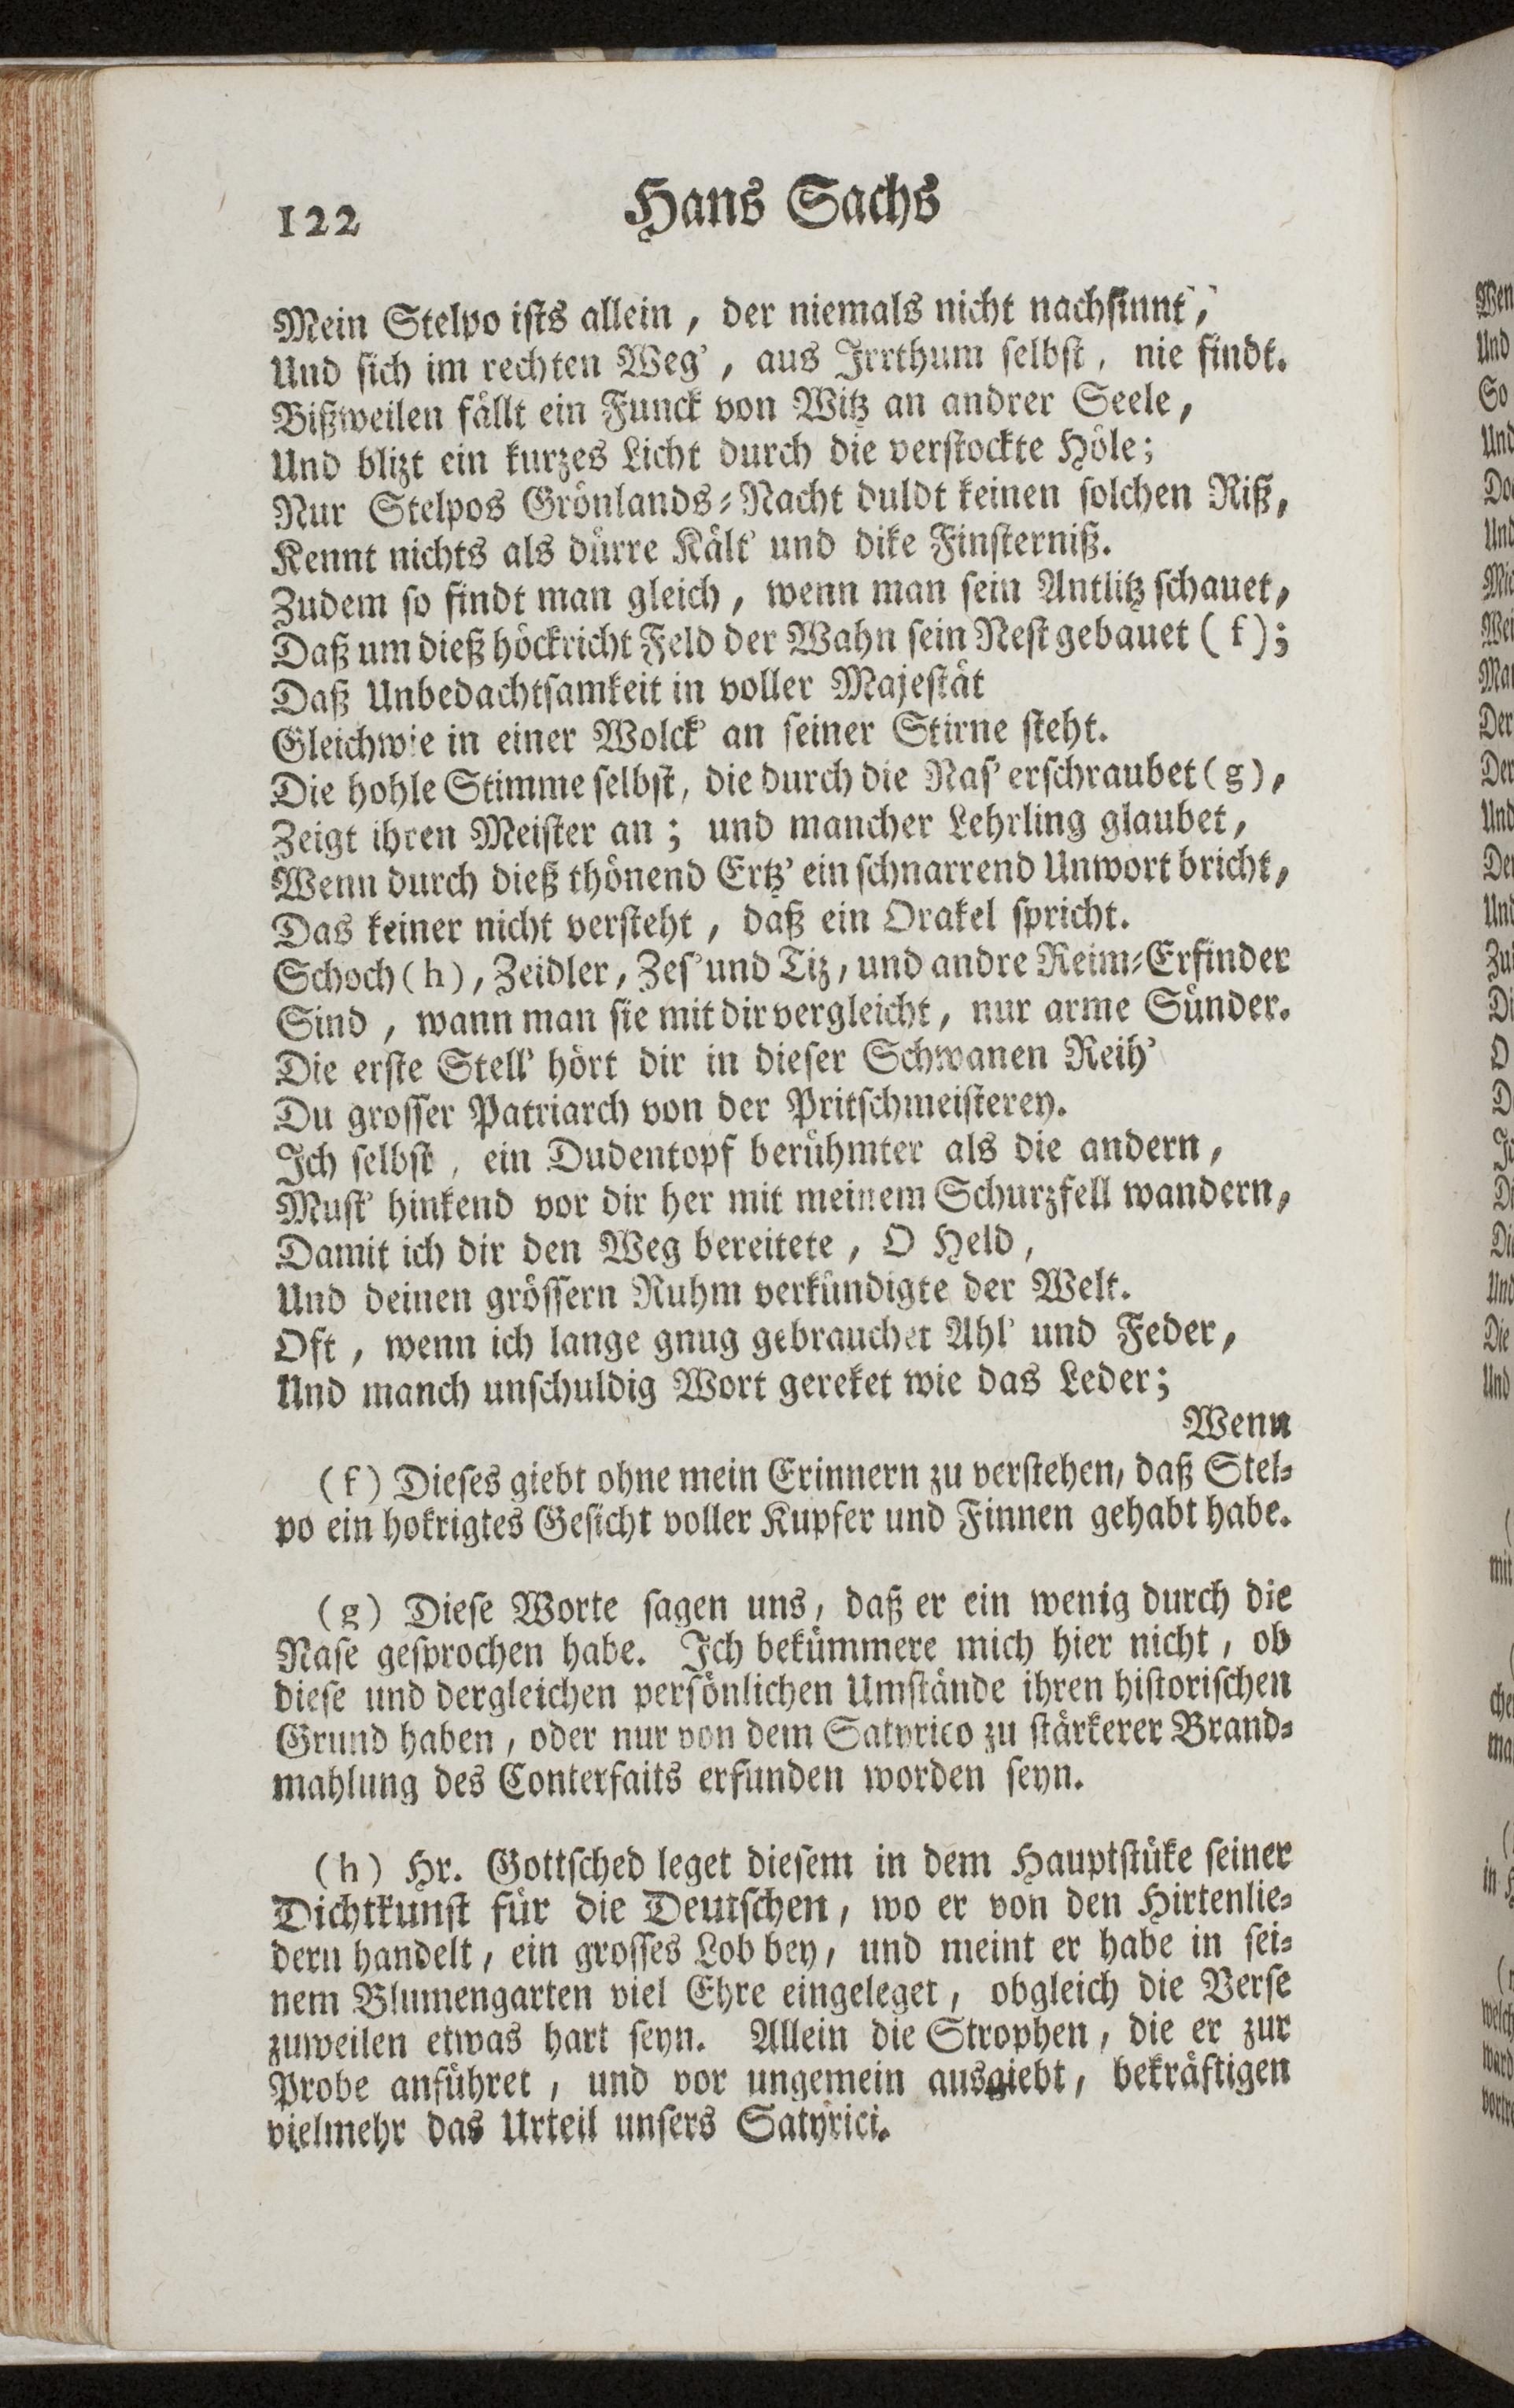 122 Hans Sachs
Mein Stelpo ists allein, der niemals nicht nachsinnt,
Und sich im rechten Weg', aus Irrthum selbst, nie findt.
Bißweilen fällt ein Funck von Witz an andrer Seele,
Und blizt ein kurzes Licht durch die verstockte Höle;
Nur Stelpos Grönlands-Nacht duldt keinen solchen Riß,
Kennt nichts als dürre Kält' und dike Finsterniß.
Zudem so findt man gleich, wenn man sein Antlitz schauet,
Daß um dieß höckricht Feld der Wahn sein Nest gebauet (f);
Daß Unbedachtsamkeit in voller Majestät
Gleichwie in einer Wolck' an seiner Stirne steht.
Die hohle Stimme selbst, die durch die Nas' erschraubet (g),
Zeigt ihren Meister an; und mancher Lehrling glaubet,
Wenn durch dieß thönend Ertz' ein schnarrend Unwort bricht,
Das keiner nicht versteht, daß ein Orakel spricht.
Schoch (h), Zeidler, Zes' und Tiz, und andre Reim-Erfinder
Sind, wann man sie mit dir vergleicht, nur arme Sünder.
Die erste Stell' hört dir in dieser Schwanen Reih'
Du grosser Patriarch von der Pritschmeisterey.
Ich selbst, ein Dudentopf berühmter als die andern,
Must' hinkend vor dir her mit meinem Schurzfell wandern,
Damit ich dir den Weg bereitete, O Held,
Und deinen grössern Ruhm verkündigte der Welt.
Oft, wenn ich lange gnug gebrauchet Ahl' und Feder,
Und manch unschuldig Wort gereket wie das Leder;
Wenn
(f) Dieses giebt ohne mein Erinnern zu verstehen, daß Stel-
po ein hokrigtes Gesicht voller Kupfer und Finnen gehabt habe.
(g) Diese Worte sagen uns, daß er ein wenig durch die
Nase gesprochen habe. Ich bekümmere mich hier nicht, ob
diese und dergleichen persönlichen Umstände ihren historischen
Grund haben, oder nur von dem Satyrico zu stärkerer Brand-
mahlung des Conterfaits erfunden worden seyn.
(h) Hr. Gottsched leget diesem in dem Hauptstüke seiner
Dichtkunst für die Deutschen, wo er von den Hirtenlie-
dern handelt, ein grosses Lob bey, und meint er habe in sei-
nem Blumengarten viel Ehre eingeleget, obgleich die Verse
zuweilen etwas hart seyn. Allein die Strophen, die er zur
Probe anführet, und vor ungemein ausgiebt, bekräftigen
vielmehr das Urteil unsers Satyrici.